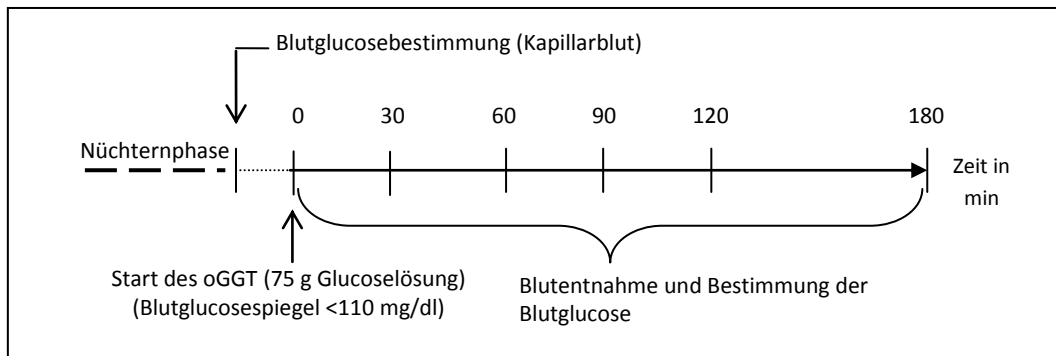 Blutglucosebestimmung (Kapillarblut)
0 30 60 90 120 180
Nüchternphase
Zeit in
min
Start des oGGT (75 g Glucoselösung)
(Blutglucosespiegel <110 mg/dl)
Blutentnahme und Bestimmung der
Blutglucose